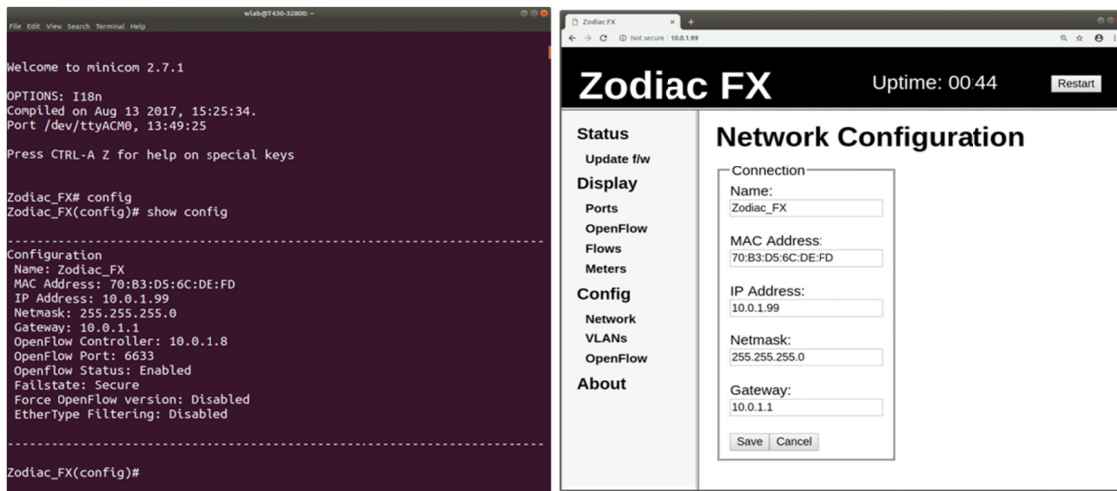 wlab@T430-32800: ~
File Edit View Search Terminal Help
Welcome to minicom 2.7.1
OPTIONS: I18n
Compiled on Aug 13 2017, 15:25:34.
Port /dev/ttyACM0, 13:49:25
Press CTRL-A Z for help on special keys
Zodiac_FX# config
Zodiac_FX(config)# show config
-------------------------------------------------------------------------
Configuration
Name: Zodiac_FX
MAC Address: 70:B3:D5:6C:DE:FD
IP Address: 10.0.1.99
Netmask: 255.255.255.0
Gateway: 10.0.1.1
OpenFlow Controller: 10.0.1.8
OpenFlow Port: 6633
Openflow Status: Enabled
Failstate: Secure
Force OpenFlow version: Disabled
EtherType Filtering: Disabled
-------------------------------------------------------------------------
Zodiac_FX(config)#
Zodiac FX
Not secure | 10.0.1.99
Zodiac FX
Uptime: 00:44
Restart
Status
Update f/w
Display
Ports
OpenFlow
Flows
Meters
Config
Network
VLANs
OpenFlow
About
Network Configuration
Connection
Name:
Zodiac_FX
MAC Address:
70:B3:D5:6C:DE:FD
IP Address:
10.0.1.99
Netmask:
255.255.255.0
Gateway:
10.0.1.1
Save Cancel